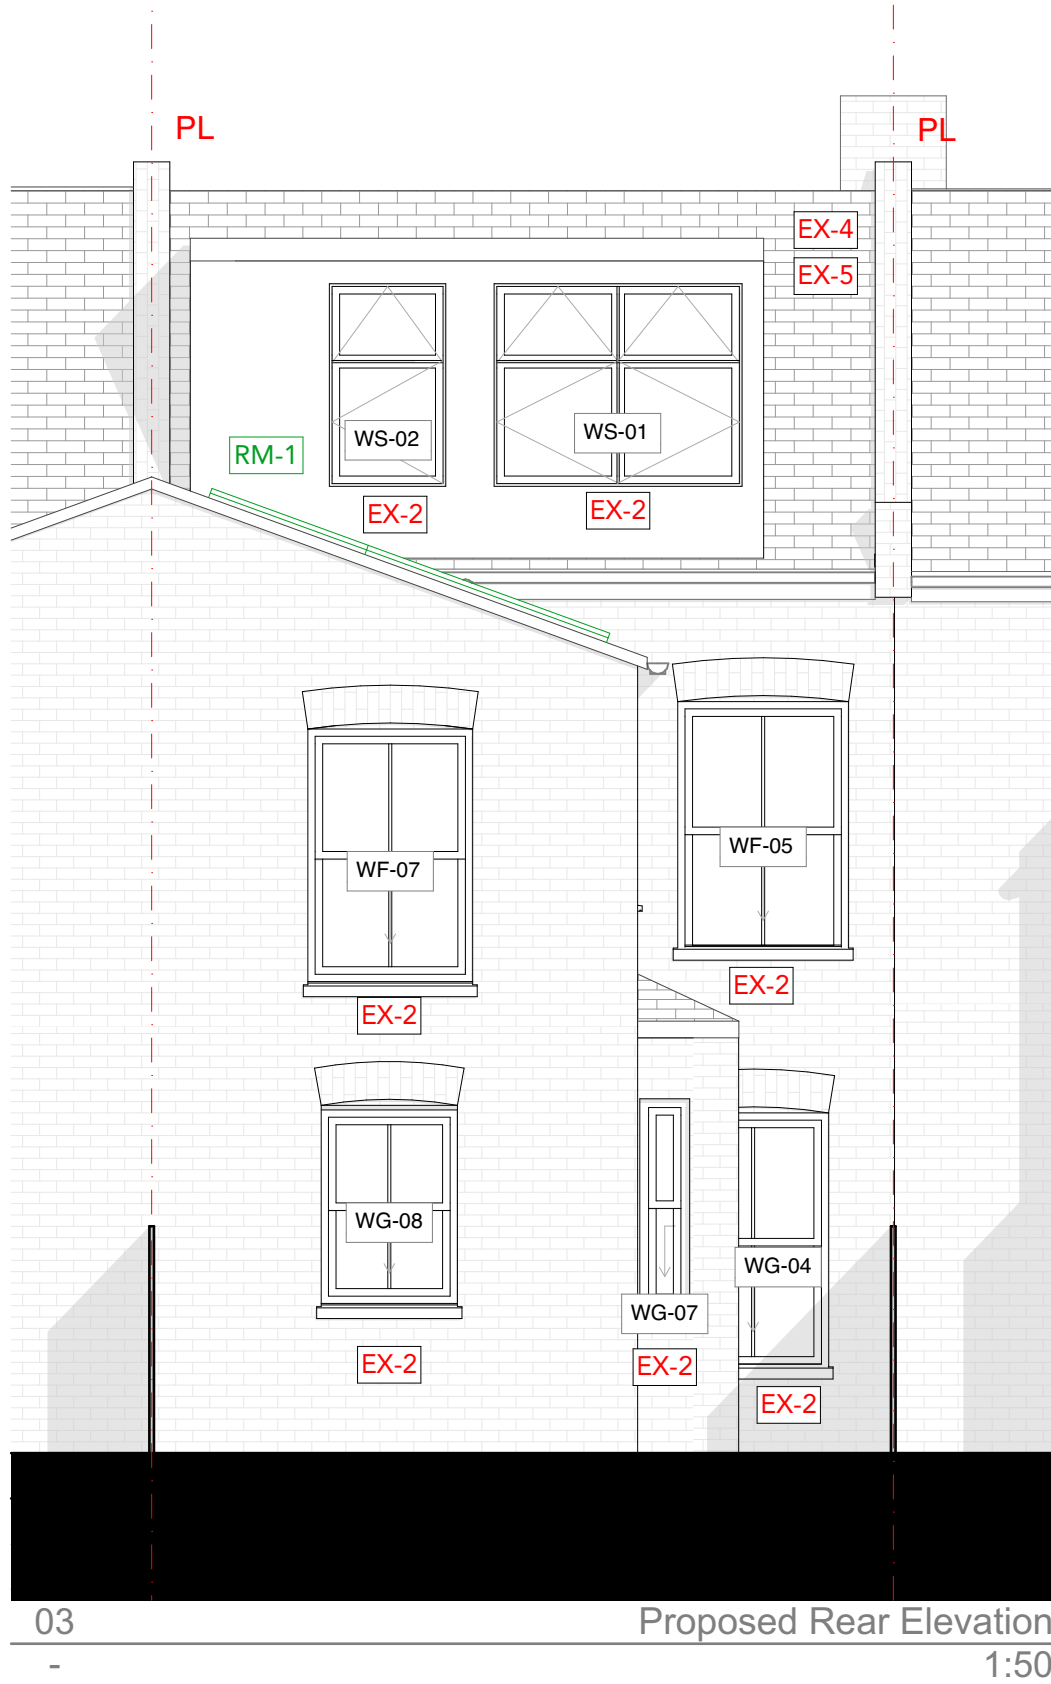 PL
PL
EX-4
EX-5
WS-02
WS-01
RM-1
EX-2
EX-2
WF-07
WF-05
EX-2
EX-2
WG-08
WG-04
WG-07
EX-2
EX-2
EX-2
03
Proposed Rear Elevation
-
1:50